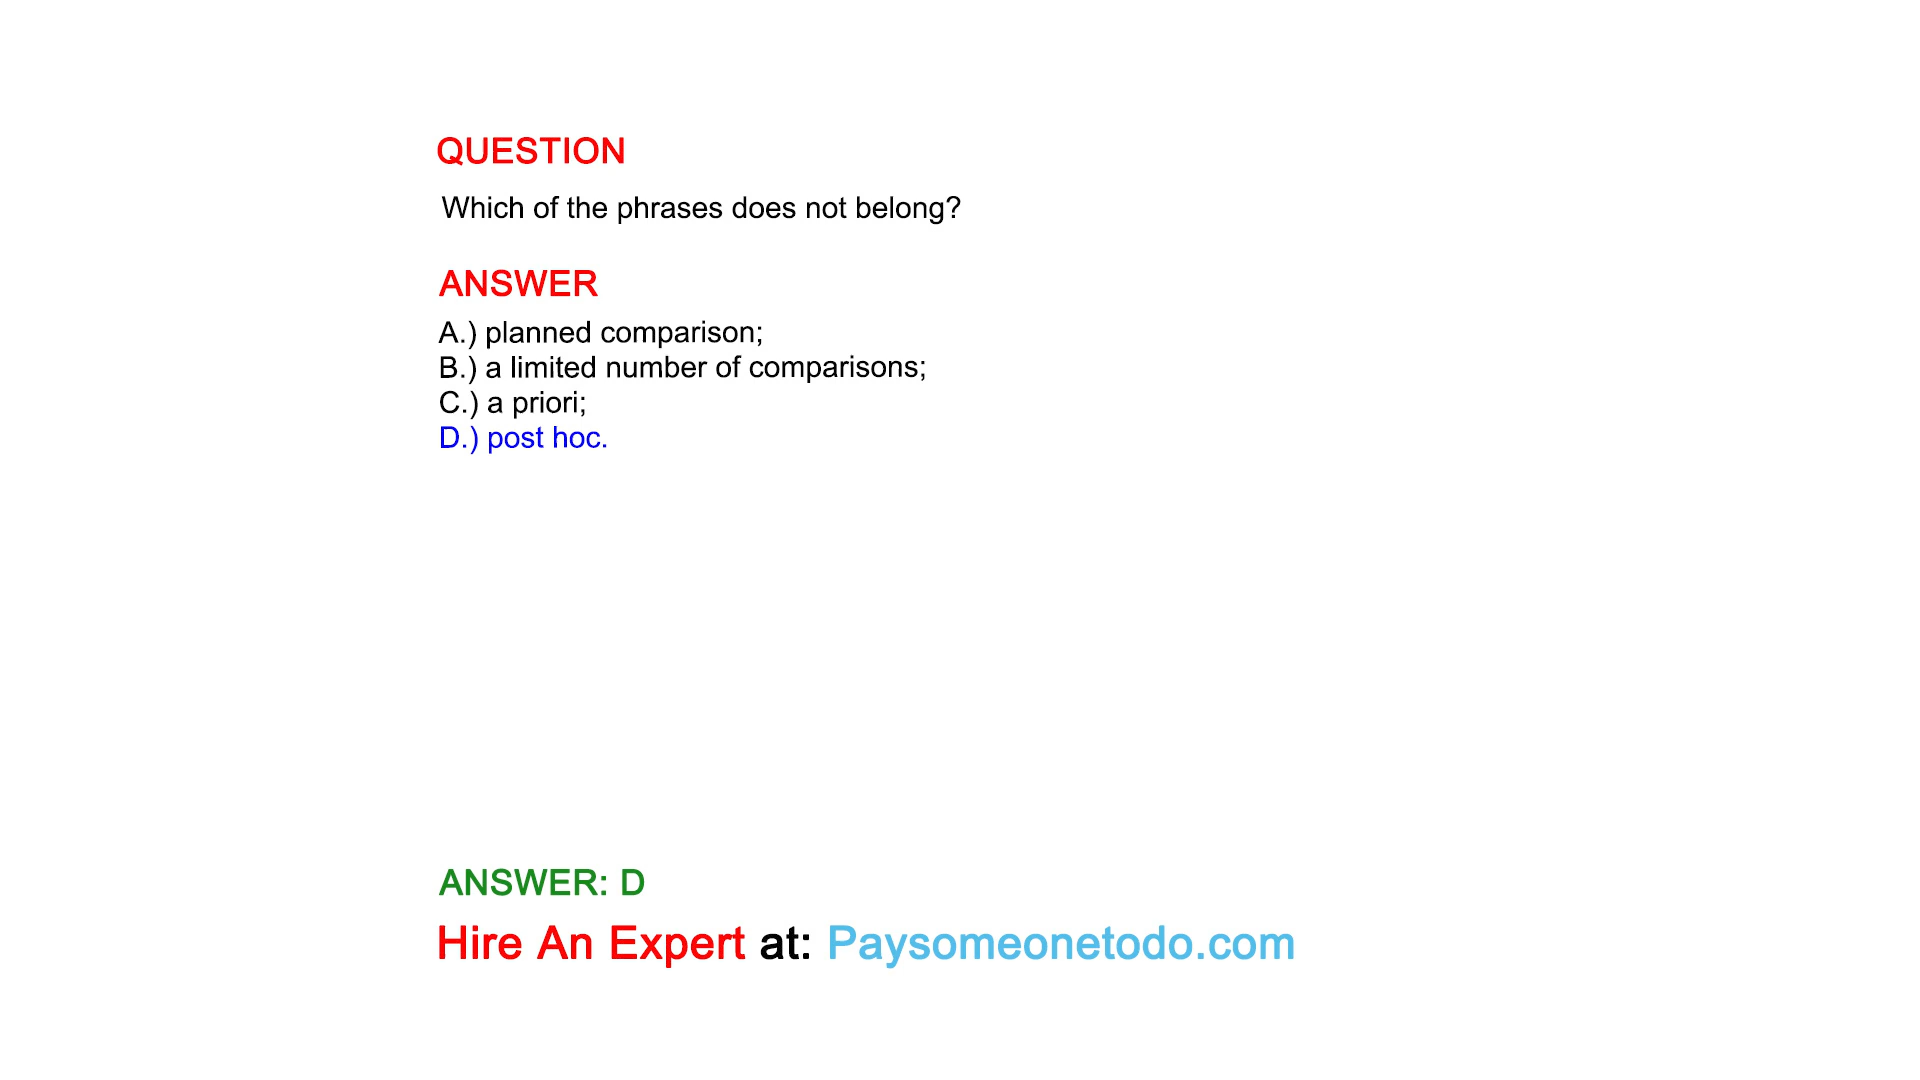 QUESTION
Which of the phrases does not belong?
ANSWER
A.) planned comparison;
B.) a limited number of comparisons;
C.) a priori;
D.) post hoc.
ANSWER: D
Hire An Expert at: Paysomeonetodo.com